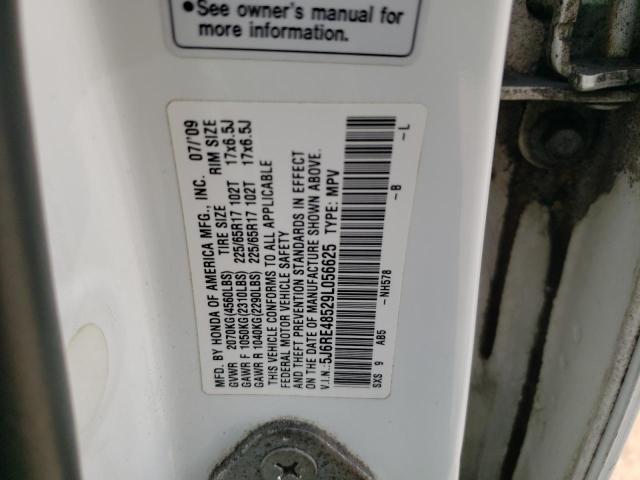 •See owner's manual for
more information.
MFD. BY HONDA OF AMERICA MFG., INC. 07/'09
TIRE SIZE RIM SIZE
GVWR 2070KG(4560LBS)
GAWR F 1050KG(2310LBS) 225/65R17 102T 17x6.5J
GAWR R 1040KG(2290LBS) 225/65R17 102T 17x6.5J
THIS VEHICLE CONFORMS TO ALL APPLICABLE
FEDERAL MOTOR VEHICLE SAFETY
AND THEFT PREVENTION STANDARDS IN EFFECT
ON THE DATE OF MANUFACTURE SHOWN ABOVE.
V.I.N.: 5J6RE48529L056625 TYPE: MPV
SXS 9 AB5 -NH578 -B -L